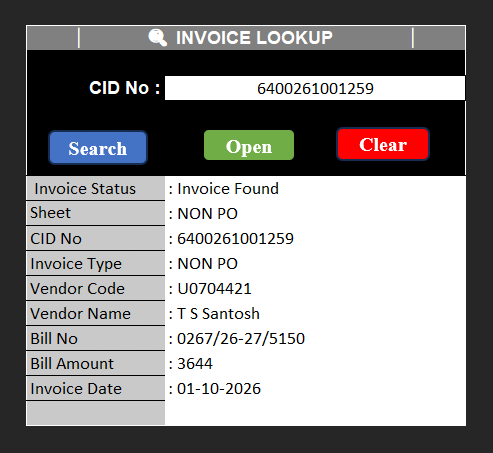 INVOICE LOOKUP
CID No : 6400261001259
Search Open Clear
Invoice Status : Invoice Found
Sheet : NON PO
CID No : 6400261001259
Invoice Type : NON PO
Vendor Code : U0704421
Vendor Name : T S Santosh
Bill No : 0267/26-27/5150
Bill Amount : 3644
Invoice Date : 01-10-2026